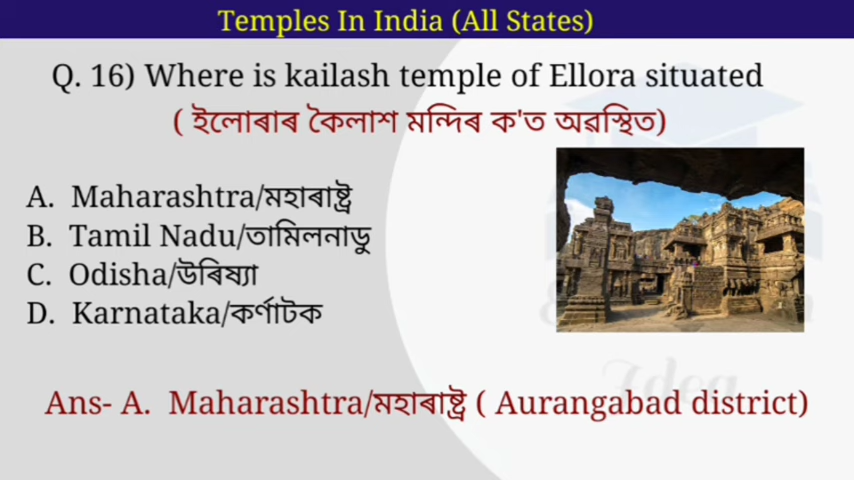 Temples In India (All States)
Q. 16) Where is kailash temple of Ellora situated
( ইলোৰাৰ কৈলাশ মন্দিৰ ক'ত অৱস্থিত)
A. Maharashtra/মহাৰাষ্ট্ৰ
B. Tamil Nadu/তামিলনাডু
C. Odisha/উৰিষ্যা
D. Karnataka/কৰ্ণাটক
Idea
Ans- A. Maharashtra/মহাৰাষ্ট্ৰ ( Aurangabad district)